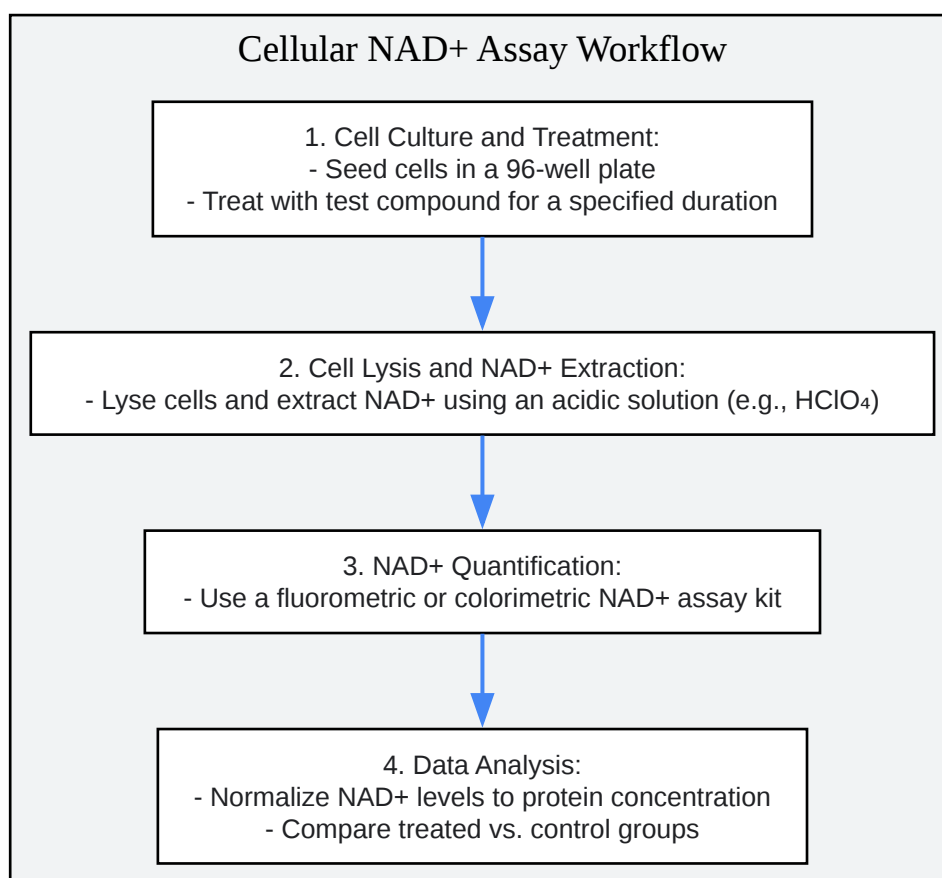 Cellular NAD+ Assay Workflow
1. Cell Culture and Treatment:
- Seed cells in a 96-well plate
- Treat with test compound for a specified duration
2. Cell Lysis and NAD+ Extraction:
- Lyse cells and extract NAD+ using an acidic solution (e.g., HClO₄)
3. NAD+ Quantification:
- Use a fluorometric or colorimetric NAD+ assay kit
4. Data Analysis:
- Normalize NAD+ levels to protein concentration
- Compare treated vs. control groups